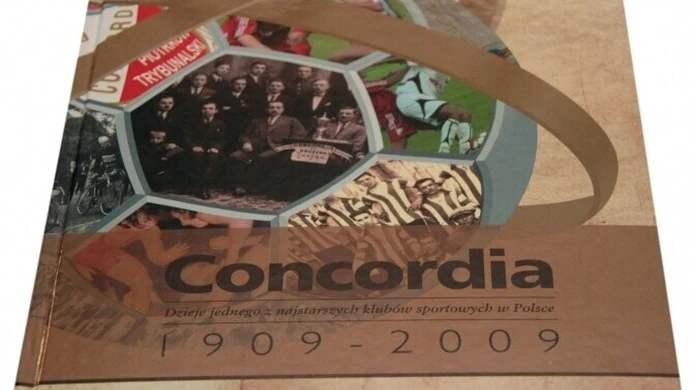 PIOTRKÓW
TRYBUNALSKI
Concordia
Dzieje jednego z najstarszych klubów sportowych w Polsce
1909-2009